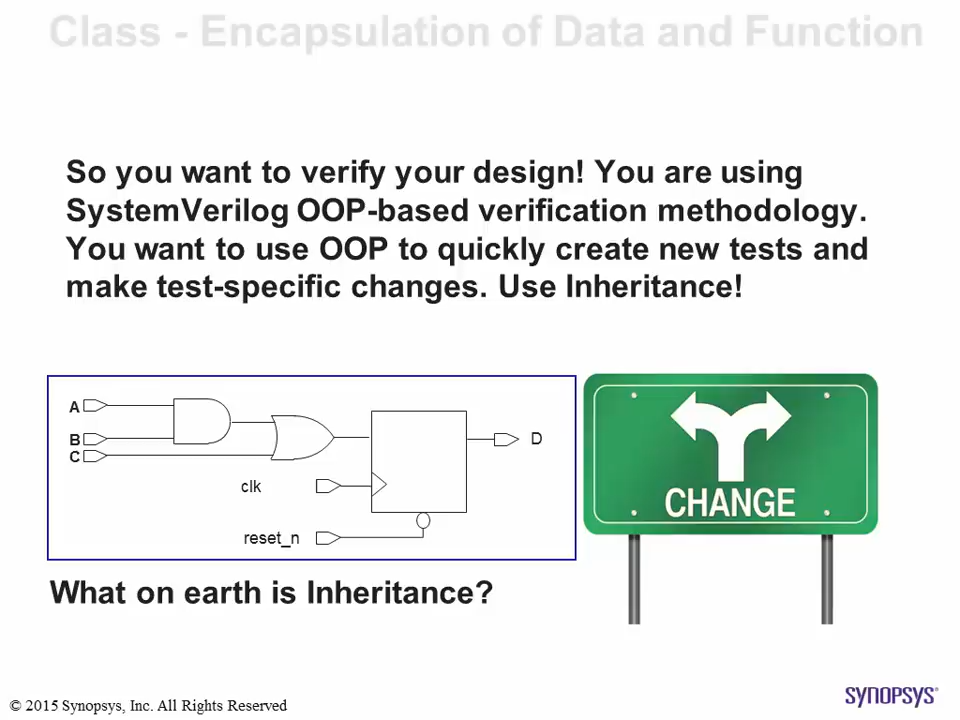 Class - Encapsulation of Data and Function
So you want to verify your design! You are using
SystemVerilog OOP-based verification methodology.
You want to use OOP to quickly create new tests and
make test-specific changes. Use Inheritance!
A
B
C
D
clk
reset_n
CHANGE
What on earth is Inheritance?
© 2015 Synopsys, Inc. All Rights Reserved
SYNOPSYS®